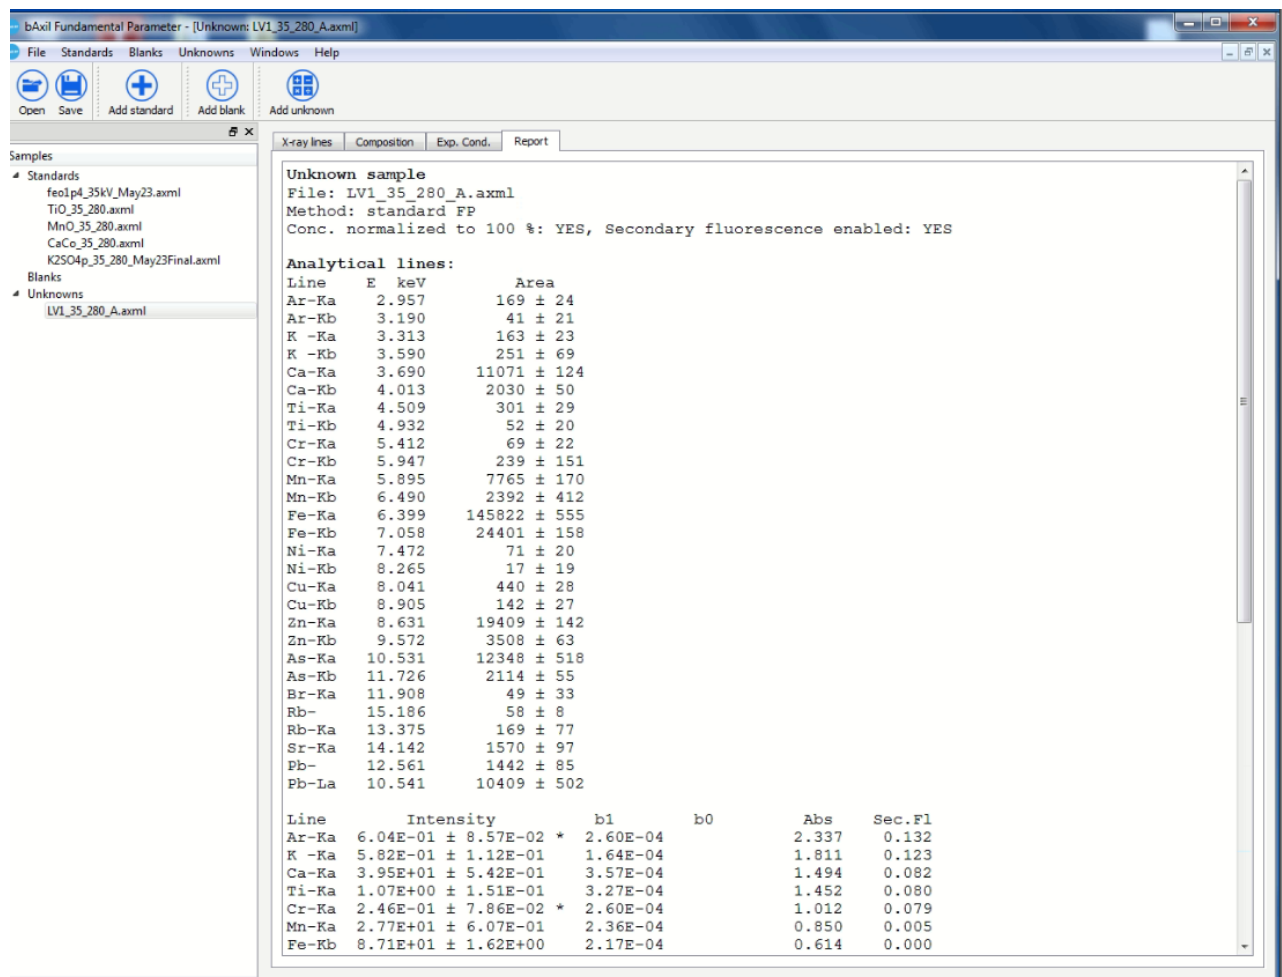 bAxil Fundamental Parameter - [Unknown: LV1_35_280_A.axml]
File Standards Blanks Unknowns Windows Help
Open Save Add standard Add blank Add unknown
X-ray lines Composition Exp. Cond. Report
Samples
Standards
feo1p4_35kV_May23.axml
TiO_35_280.axml
MnO_35_280.axml
CaCo_35_280.axml
K2SO4p_35_280_May23Final.axml
Blanks
Unknowns
LV1_35_280_A.axml
Unknown sample
File: LV1_35_280_A.axml
Method: standard FP
Conc. normalized to 100 %: YES, Secondary fluorescence enabled: YES
Analytical lines:
Line E keV Area
Ar-Ka 2.957 169 ± 24
Ar-Kb 3.190 41 ± 21
K -Ka 3.313 163 ± 23
K -Kb 3.590 251 ± 69
Ca-Ka 3.690 11071 ± 124
Ca-Kb 4.013 2030 ± 50
Ti-Ka 4.509 301 ± 29
Ti-Kb 4.932 52 ± 20
Cr-Ka 5.412 69 ± 22
Cr-Kb 5.947 239 ± 151
Mn-Ka 5.895 7765 ± 170
Mn-Kb 6.490 2392 ± 412
Fe-Ka 6.399 145822 ± 555
Fe-Kb 7.058 24401 ± 158
Ni-Ka 7.472 71 ± 20
Ni-Kb 8.265 17 ± 19
Cu-Ka 8.041 440 ± 28
Cu-Kb 8.905 142 ± 27
Zn-Ka 8.631 19409 ± 142
Zn-Kb 9.572 3508 ± 63
As-Ka 10.531 12348 ± 518
As-Kb 11.726 2114 ± 55
Br-Ka 11.908 49 ± 33
Rb- 15.186 58 ± 8
Rb-Ka 13.375 169 ± 77
Sr-Ka 14.142 1570 ± 97
Pb- 12.561 1442 ± 85
Pb-La 10.541 10409 ± 502
Line Intensity b1 b0 Abs Sec.Fl
Ar-Ka 6.04E-01 ± 8.57E-02 * 2.60E-04 2.337 0.132
K -Ka 5.82E-01 ± 1.12E-01 1.64E-04 1.811 0.123
Ca-Ka 3.95E+01 ± 5.42E-01 3.57E-04 1.494 0.082
Ti-Ka 1.07E+00 ± 1.51E-01 3.27E-04 1.452 0.080
Cr-Ka 2.46E-01 ± 7.86E-02 * 2.60E-04 1.012 0.079
Mn-Ka 2.77E+01 ± 6.07E-01 2.36E-04 0.850 0.005
Fe-Kb 8.71E+01 ± 1.62E+00 2.17E-04 0.614 0.000